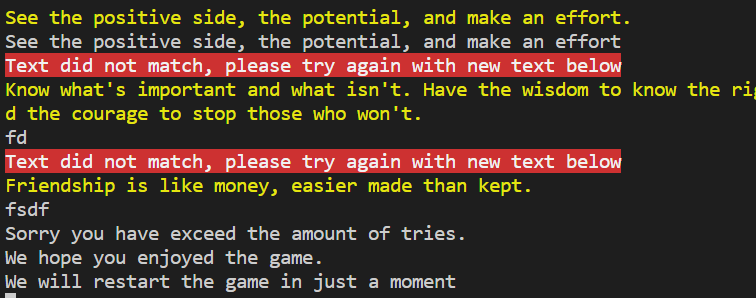 See the positive side, the potential, and make an effort.
See the positive side, the potential, and make an effort
Text did not match, please try again with new text below
Know what's important and what isn't. Have the wisdom to know the rig
d the courage to stop those who won't.
fd
Text did not match, please try again with new text below
Friendship is like money, easier made than kept.
fsdf
Sorry you have exceed the amount of tries.
We hope you enjoyed the game.
We will restart the game in just a moment